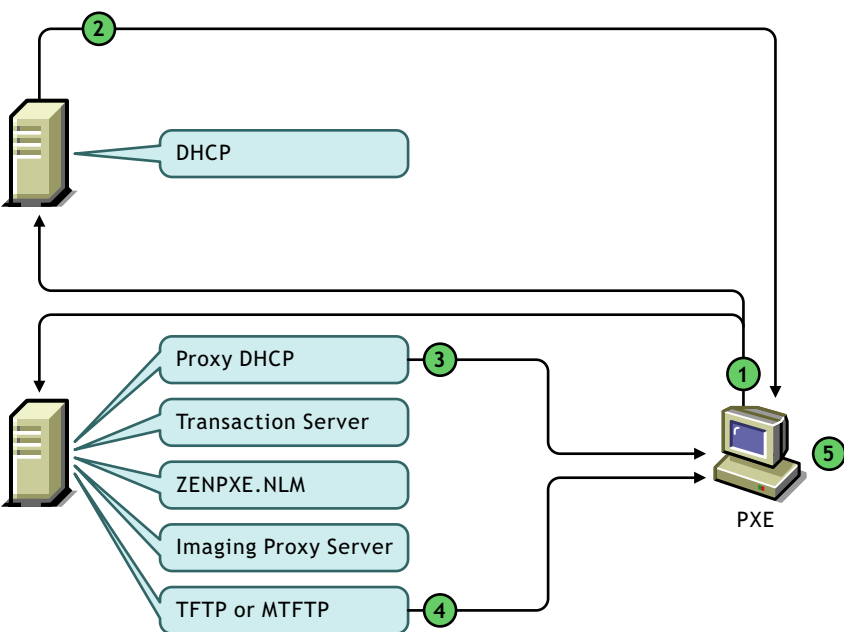 2
DHCP
Proxy DHCP
3
1
Transaction Server
5
ZENPXE.NLM
PXE
Imaging Proxy Server
TFTP or MTFTP
4